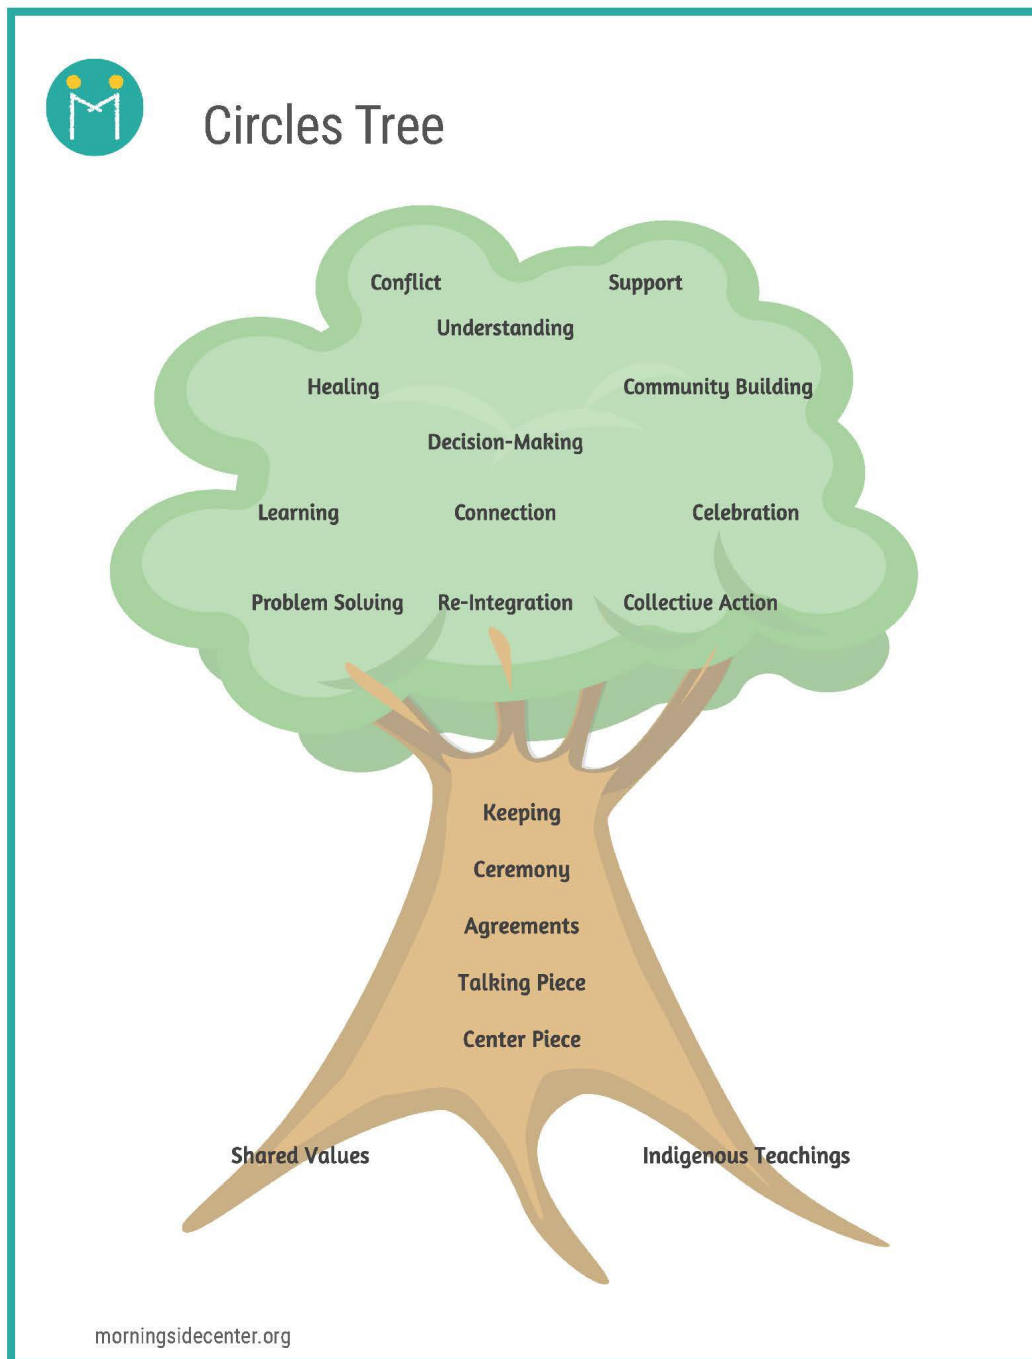 Circles Tree
Conflict Support
Understanding
Healing Community Building
Decision-Making
Learning Connection Celebration
Problem Solving Re-Integration Collective Action
Keeping
Ceremony
Agreements
Talking Piece
Center Piece
Shared Values Indigenous Teachings
morningsidecenter.org